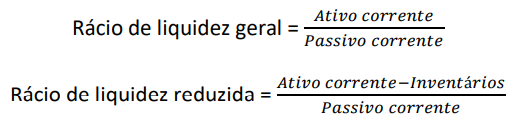 Rácio de liquidez geral = Ativo corrente / Passivo corrente
Rácio de liquidez reduzida = Ativo corrente−Inventários / Passivo corrente